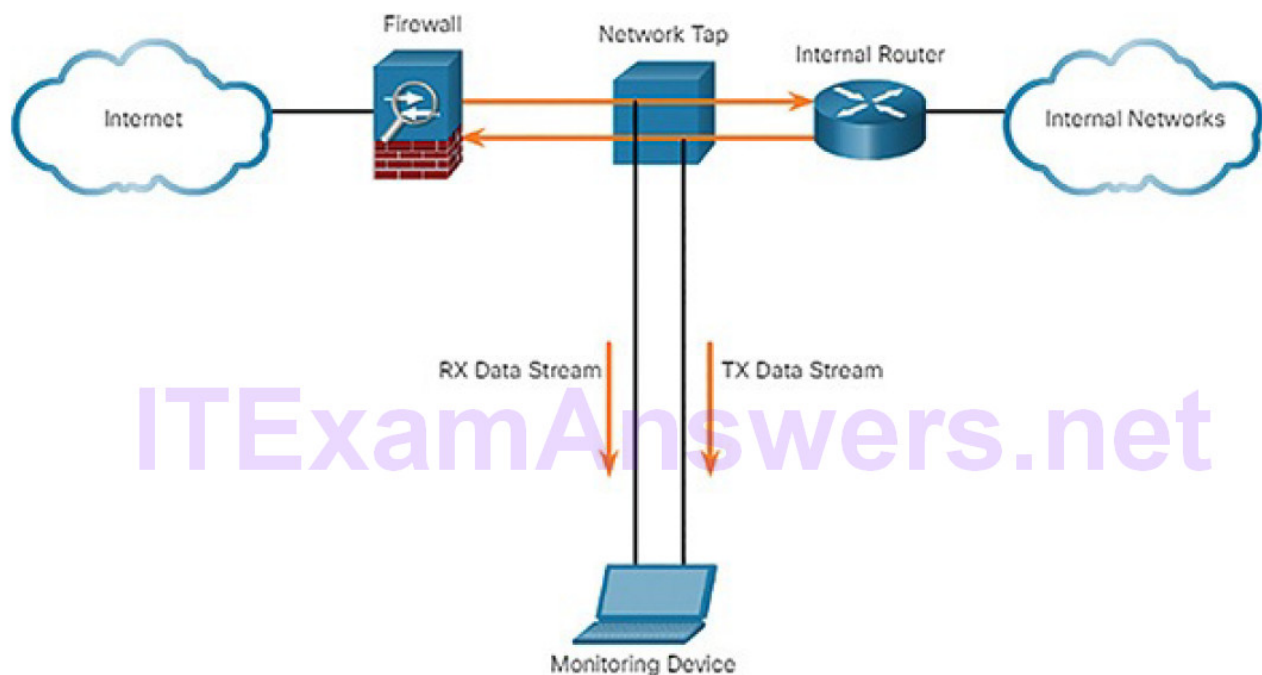 Firewall
Network Tap
Internal Router
Internet
Internal Networks
RX Data Stream
TX Data Stream
ITExamAnswers.net
Monitoring Device